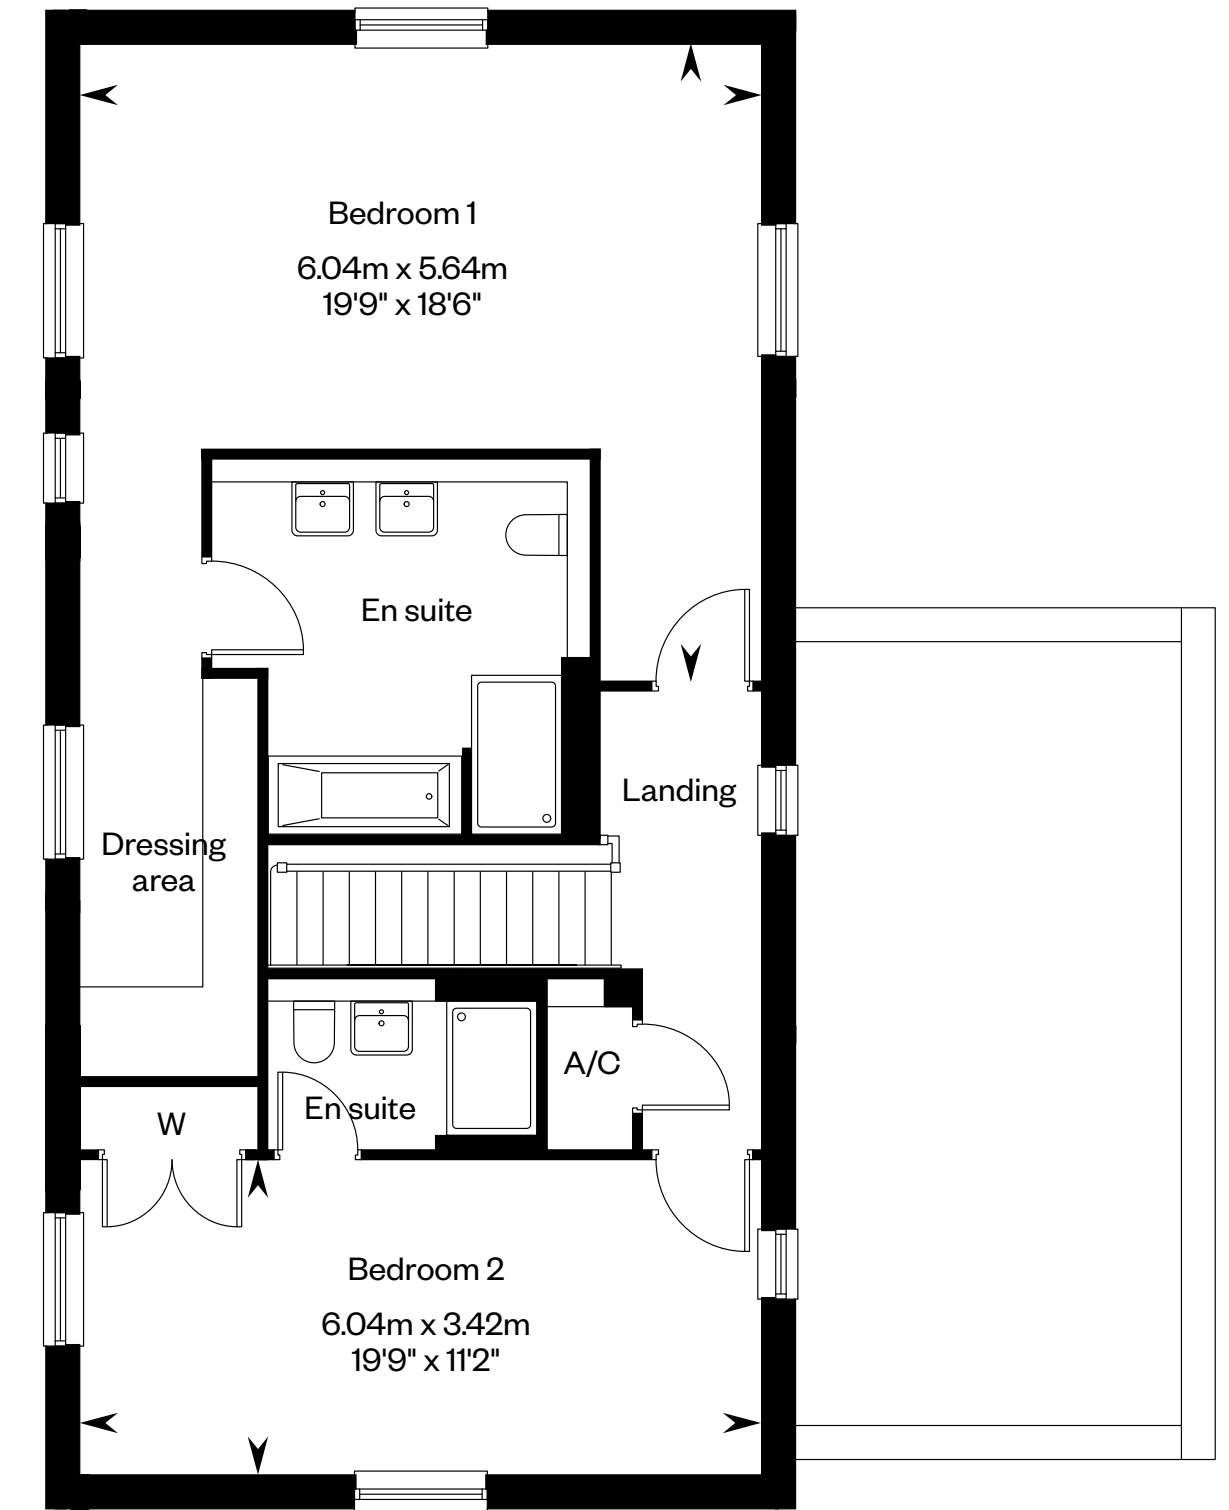 Bedroom 1
6.04m x 5.64m
19'9" x 18'6"
En suite
Landing
Dressing
area
A/C
En suite
W
Bedroom 2
6.04m x 3.42m
19'9" x 11'2"